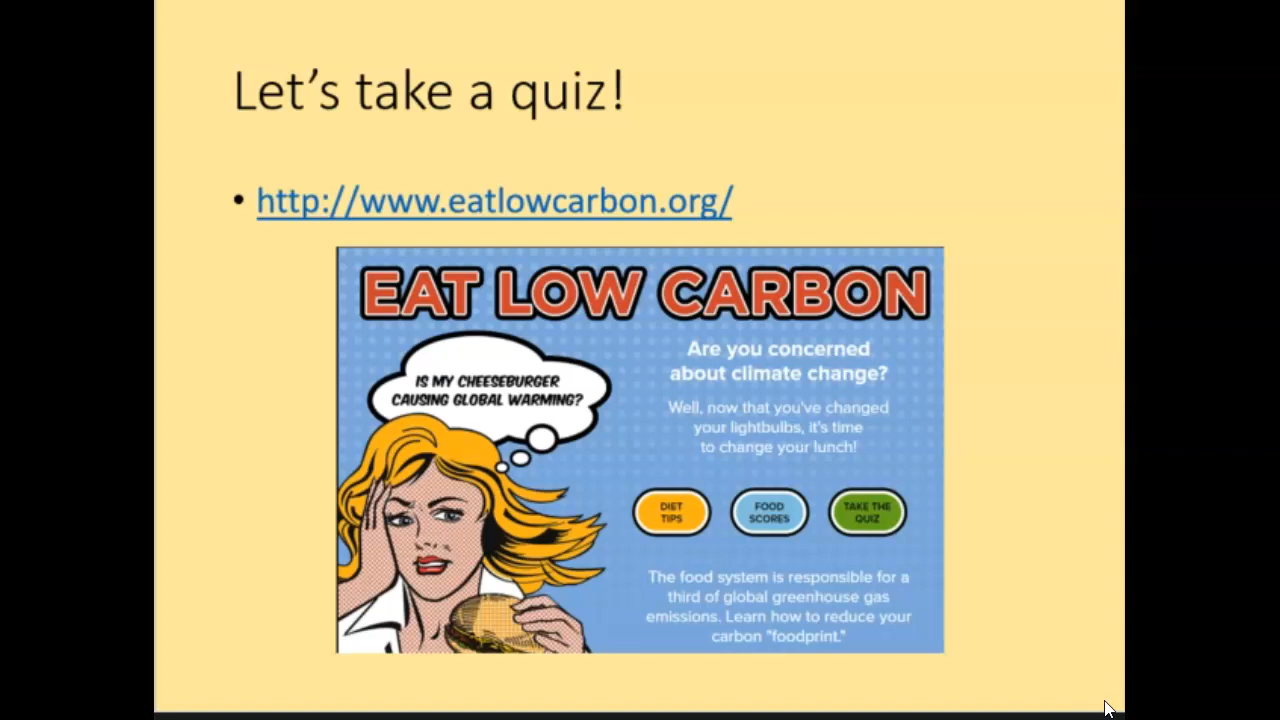 Let's take a quiz!
• http://www.eatlowcarbon.org/
EAT LOW CARBON
IS MY CHEESEBURGER
CAUSING GLOBAL WARMING?
Are you concerned
about climate change?
Well, now that you've changed
your lightbulbs, it's time
to change your lunch!
DIET
TIPS
FOOD
SCORES
TAKE THE
QUIZ
The food system is responsible for a
third of global greenhouse gas
emissions. Learn how to reduce your
carbon "foodprint."